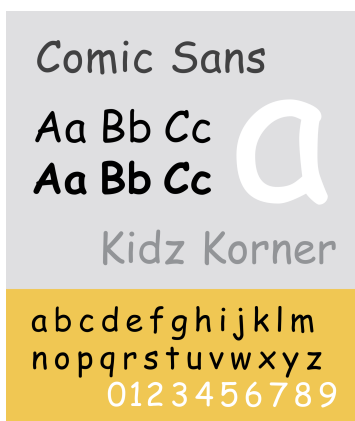 Comic Sans
Aa Bb Cc
Aa Bb Cc
a
Kidz Korner
abcdefghijklm
nopqrstuvwxyz
0123456789